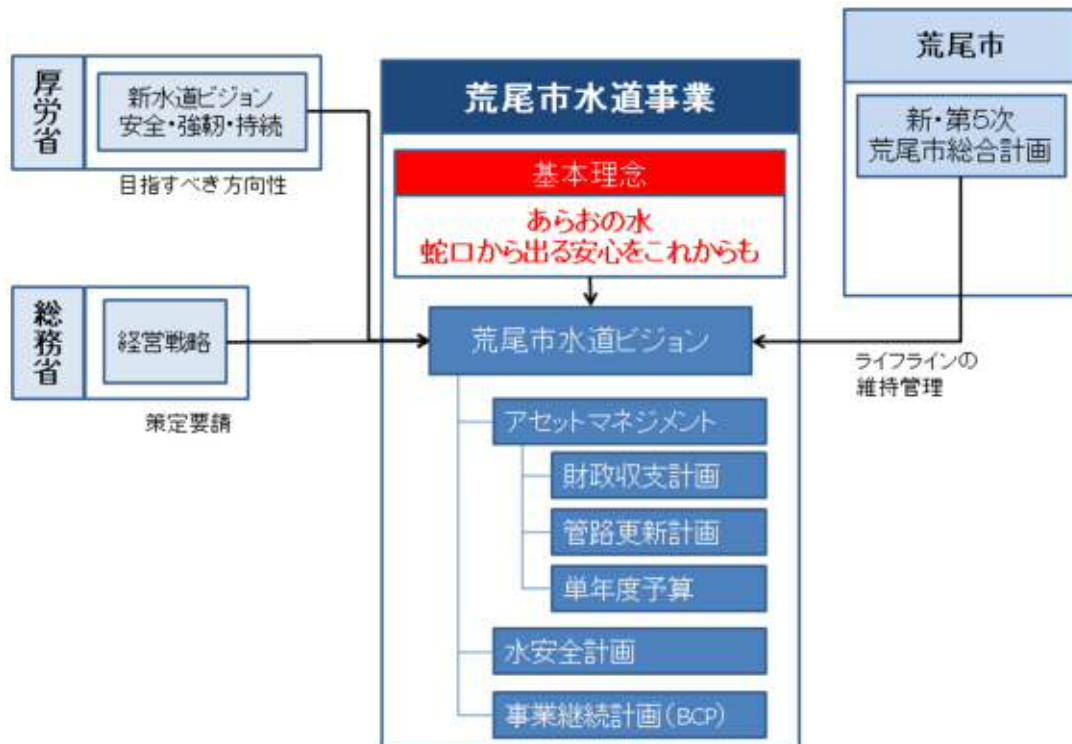 厚労省
新水道ビジョン
安全・強靭・持続
目指すべき方向性
総務省
経営戦略
策定要請
荒尾市水道事業
基本理念
あらおの水
蛇口から出る安心をこれからも
荒尾市水道ビジョン
アセットマネジメント
財政収支計画
管路更新計画
単年度予算
水安全計画
事業継続計画(BCP)
荒尾市
新・第5次
荒尾市総合計画
ライフラインの
維持管理